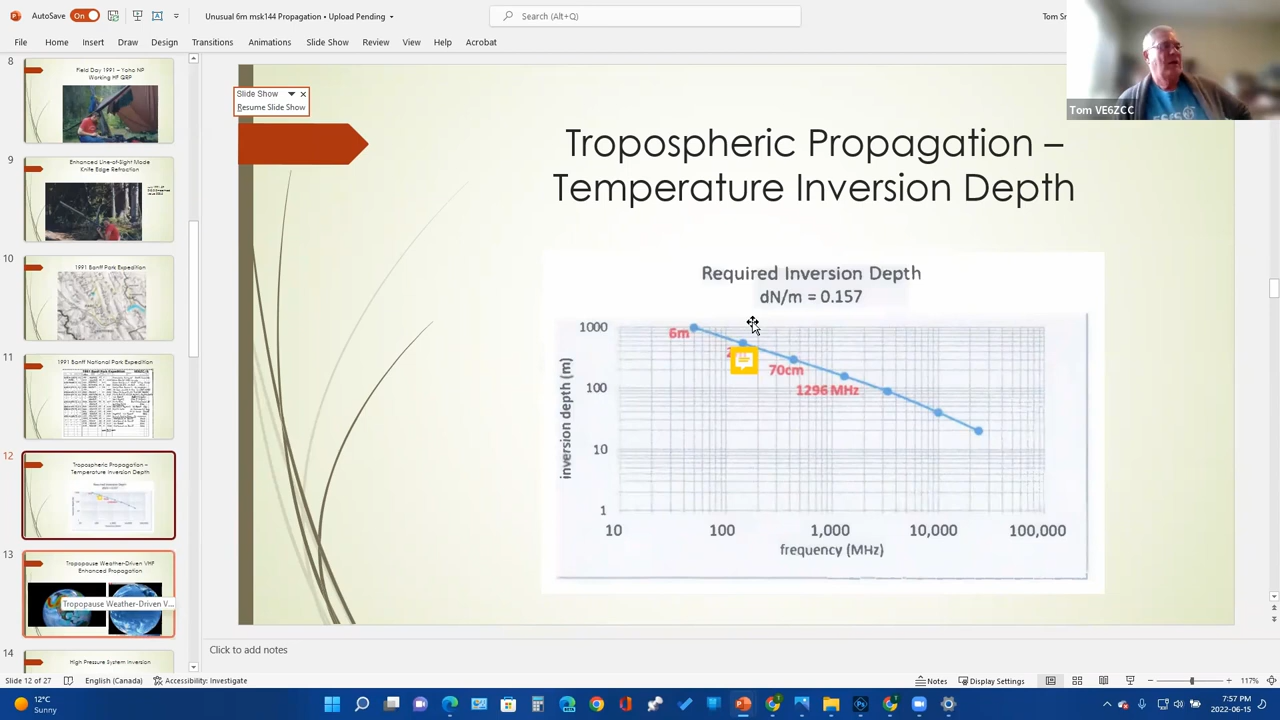 AutoSave
On
Unusual 6m msk144 Propagation • Upload Pending
Search (Alt+Q)
Tom
File
Home
Insert
Draw
Design
Transitions
Animations
Slide Show
Review
View
Help
Acrobat
Tom VE6ZCC
8
Field Day 1991 – Yoho NP
Working HF QRP
9
Enhanced Line-of-Sight Mode
Knife Edge Refraction
10
1991 Banff Park Expedition
11
1991 Banff National Park Expedition
12
Tropospheric Propagation –
Temperature Inversion Depth
13
Tropopause Weather-Driven VHF
Enhanced Propagation
Tropopause Weather-Driven V...
14
High Pressure System Inversion
Slide Show
Resume Slide Show
Tropospheric Propagation –
Temperature Inversion Depth
Required Inversion Depth
dN/m = 0.157
inversion depth (m)
1000
100
10
1
6m
70cm
1296 MHz
10
100
1,000
10,000
100,000
frequency (MHz)
Click to add notes
Slide 12 of 27
English (Canada)
Accessibility: Investigate
Notes
Display Settings
117%
12°C
Sunny
7:57 PM
2022-06-15